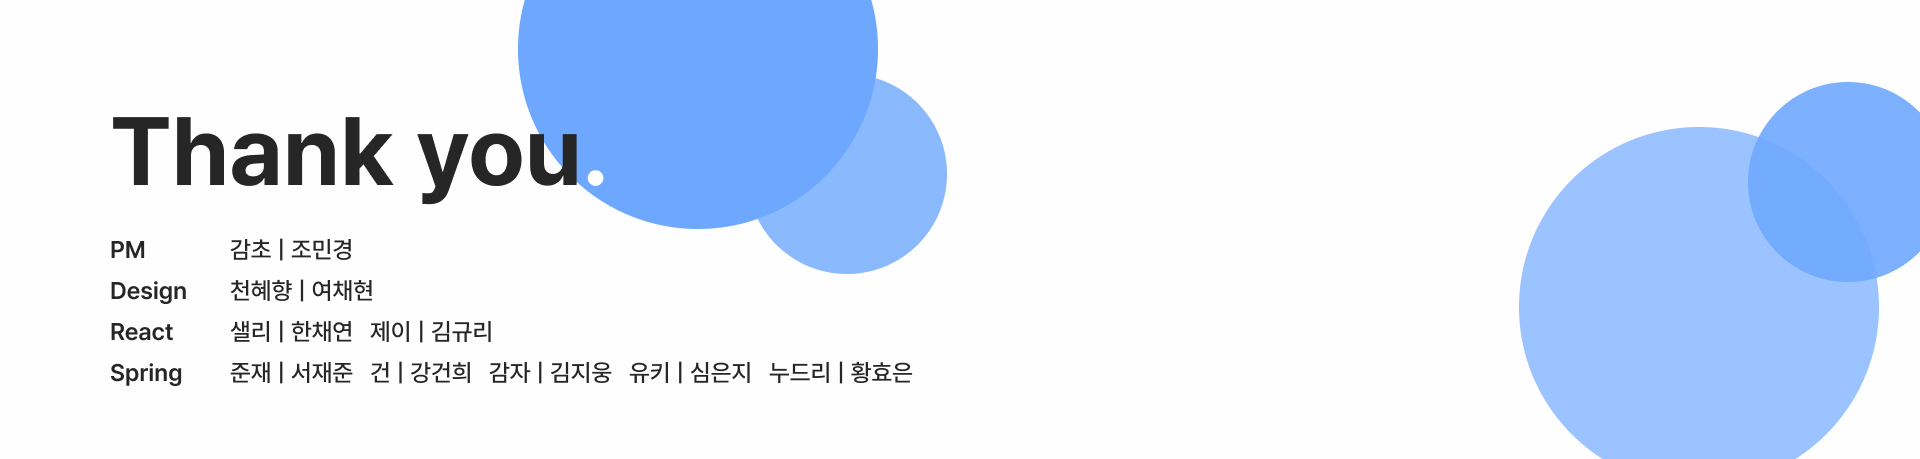 Thank you.
PM 감초 | 조민경
Design 천혜향 | 여채현
React 샐리 | 한채연 제이 | 김규리
Spring 준재 | 서재준 건 | 강건희 감자 | 김지웅 유키 | 심은지 누드리 | 황효은